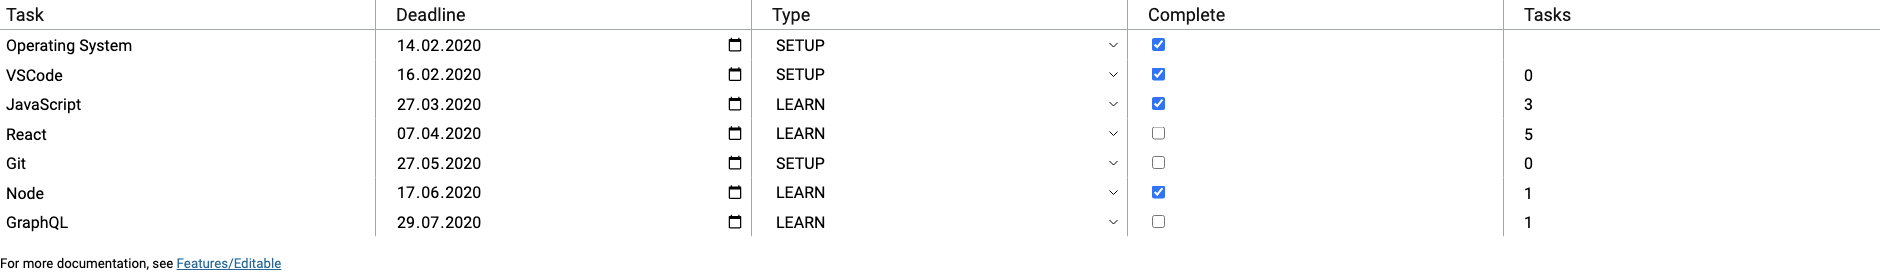 Task Deadline Type Complete Tasks
Operating System 14.02.2020 SETUP
VSCode 16.02.2020 SETUP 0
JavaScript 27.03.2020 LEARN 3
React 07.04.2020 LEARN 5
Git 27.05.2020 SETUP 0
Node 17.06.2020 LEARN 1
GraphQL 29.07.2020 LEARN 1
For more documentation, see Features/Editable